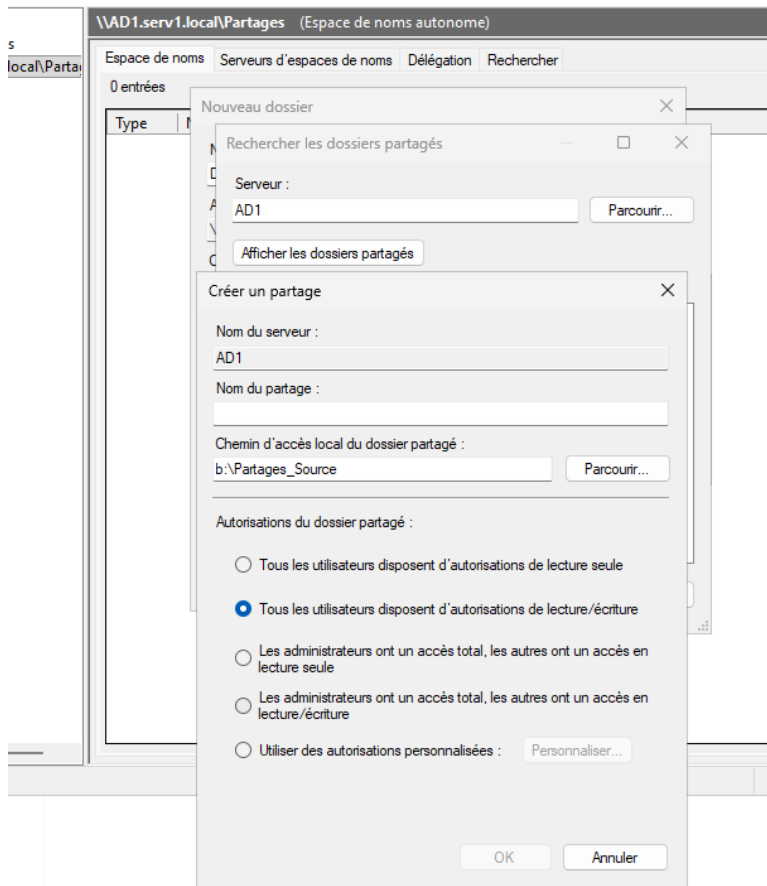 \\AD1.serv1.local\Partages (Espace de noms autonome)
s
local\Parta
Espace de noms Serveurs d'espaces de noms Délégation Rechercher
0 entrées
Nouveau dossier
Type
Rechercher les dossiers partagés
Serveur :
AD1 Parcourir...
Afficher les dossiers partagés
Créer un partage
Nom du serveur :
AD1
Nom du partage :
Chemin d'accès local du dossier partagé :
b:\Partages_Source Parcourir...
Autorisations du dossier partagé :
Tous les utilisateurs disposent d'autorisations de lecture seule
Tous les utilisateurs disposent d'autorisations de lecture/écriture
Les administrateurs ont un accès total, les autres ont un accès en
lecture seule
Les administrateurs ont un accès total, les autres ont un accès en
lecture/écriture
Utiliser des autorisations personnalisées : Personnaliser...
OK Annuler